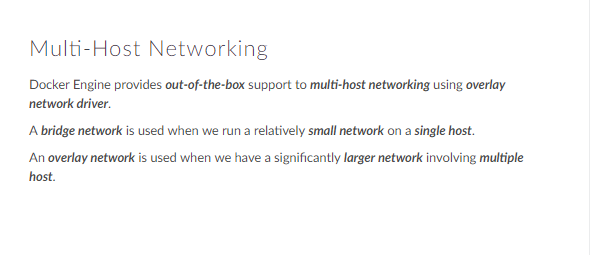 Multi-Host Networking
Docker Engine provides out-of-the-box support to multi-host networking using overlay
network driver.
A bridge network is used when we run a relatively small network on a single host.
An overlay network is used when we have a significantly larger network involving multiple
host.